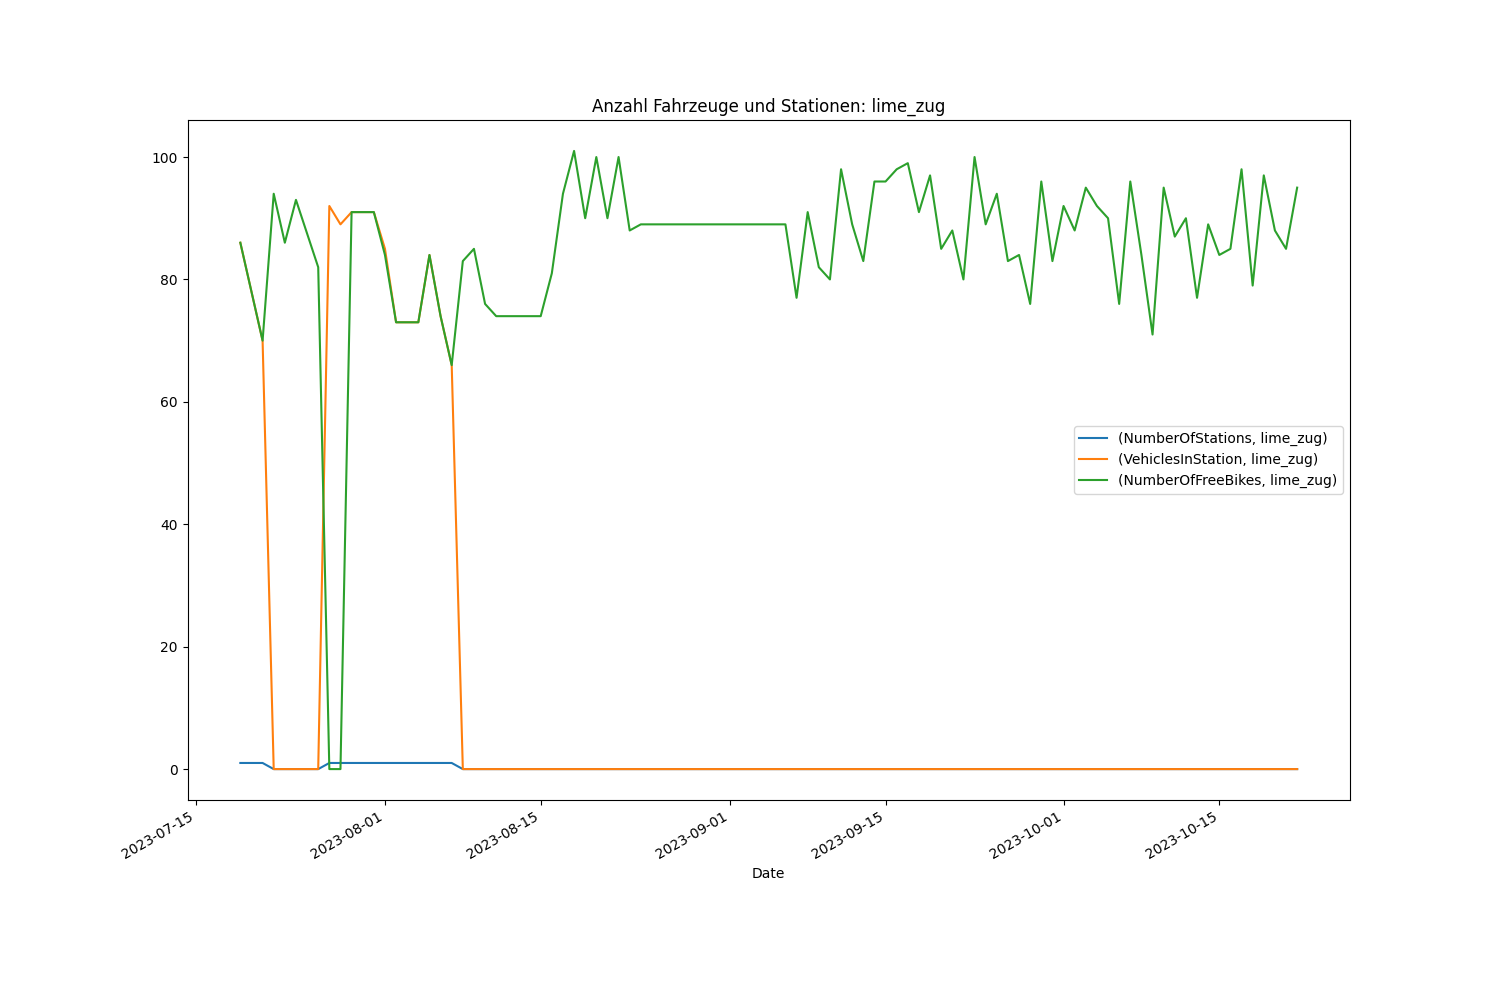 Anzahl Fahrzeuge und Stationen: lime_zug
100
80
60
40
20
0
(NumberOfStations, lime_zug)
(VehiclesInStation, lime_zug)
(NumberOfFreeBikes, lime_zug)
2023-07-15
2023-08-01
2023-08-15
2023-09-01
2023-09-15
2023-10-01
2023-10-15
Date